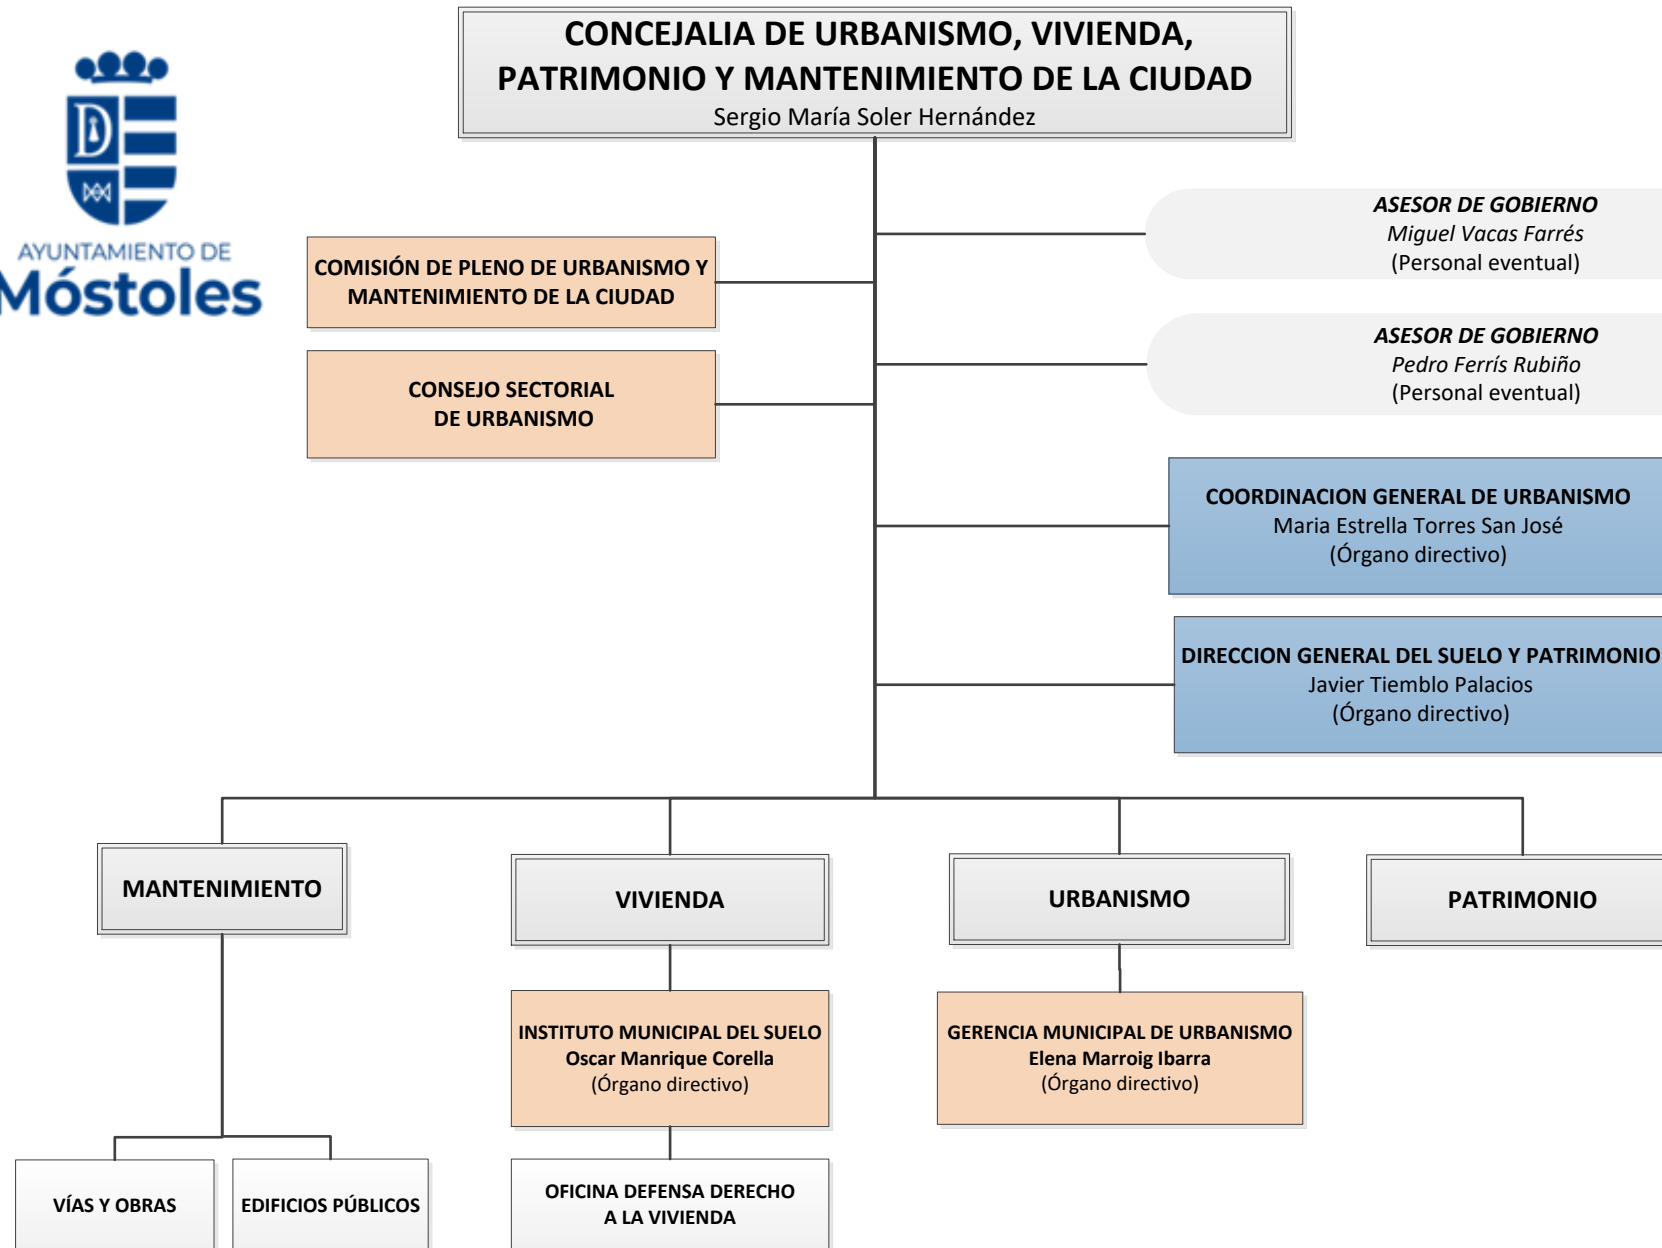 CONCEJALIA DE URBANISMO, VIVIENDA,
PATRIMONIO Y MANTENIMIENTO DE LA CIUDAD
Sergio María Soler Hernández
D
AYUNTAMIENTO DE
Móstoles
ASESOR DE GOBIERNO
Miguel Vacas Farrés
(Personal eventual)
COMISIÓN DE PLENO DE URBANISMO Y
MANTENIMIENTO DE LA CIUDAD
ASESOR DE GOBIERNO
Pedro Ferrís Rubiño
(Personal eventual)
CONSEJO SECTORIAL
DE URBANISMO
COORDINACION GENERAL DE URBANISMO
Maria Estrella Torres San José
(Órgano directivo)
DIRECCION GENERAL DEL SUELO Y PATRIMONIO
Javier Tiemblo Palacios
(Órgano directivo)
MANTENIMIENTO
VIVIENDA
URBANISMO
PATRIMONIO
INSTITUTO MUNICIPAL DEL SUELO
Oscar Manrique Corella
(Órgano directivo)
GERENCIA MUNICIPAL DE URBANISMO
Elena Marroig Ibarra
(Órgano directivo)
VÍAS Y OBRAS
EDIFICIOS PÚBLICOS
OFICINA DEFENSA DERECHO
A LA VIVIENDA